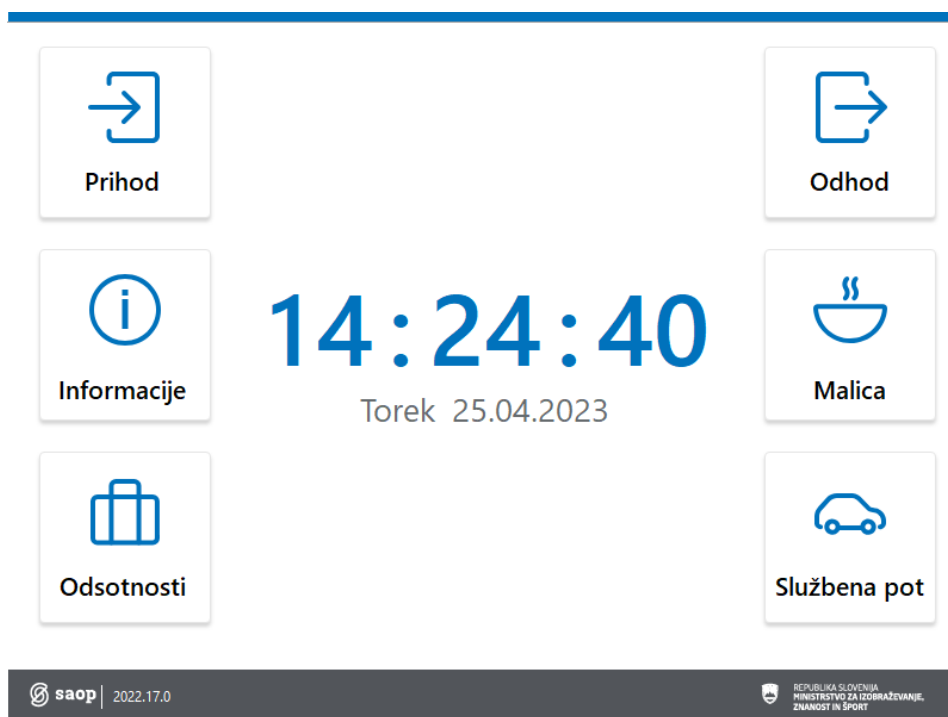 Prihod
Odhod
Informacije
14:24:40
Torek 25.04.2023
Malica
Odsotnosti
Službena pot
saop 2022.17.0
REPUBLIKA SLOVENIJA
MINISTRSTVO ZA IZOBRAŽEVANJE,
ZNANOST IN ŠPORT